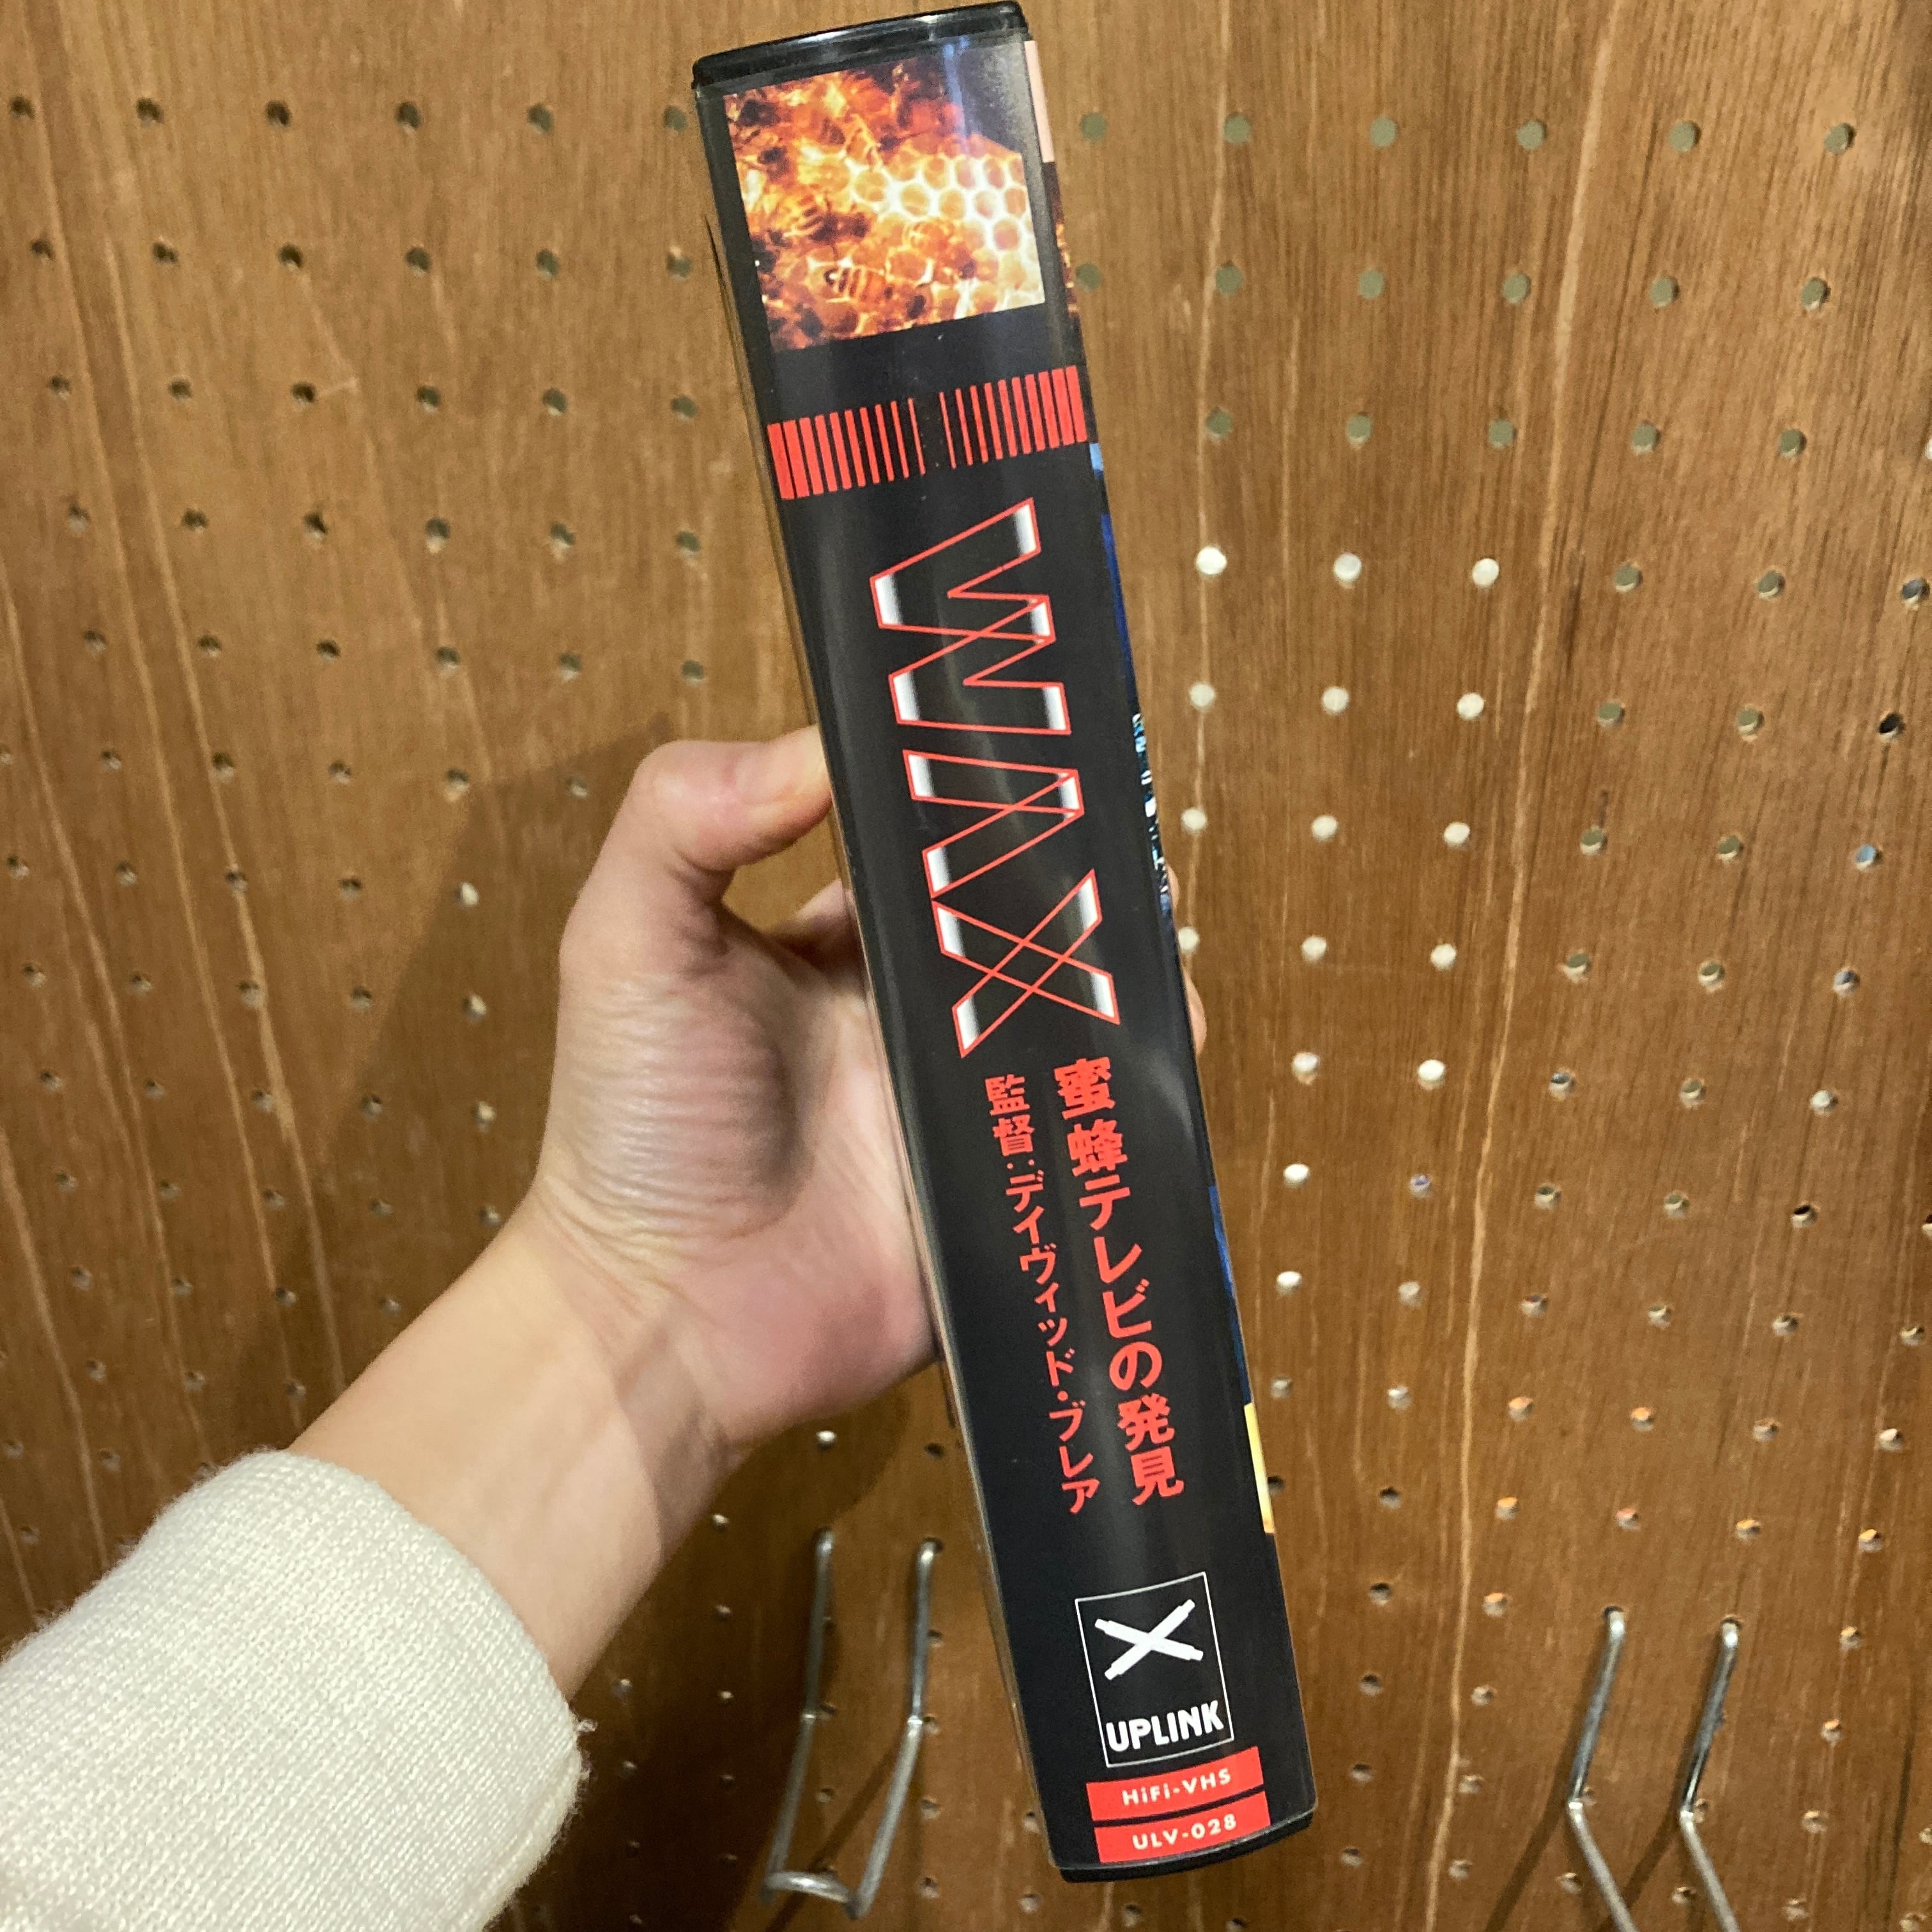 WAX
蜜蜂テレビの発見
監督:デイヴィッド・ブレア
UPLINK
HiFi-VHS
ULV-028